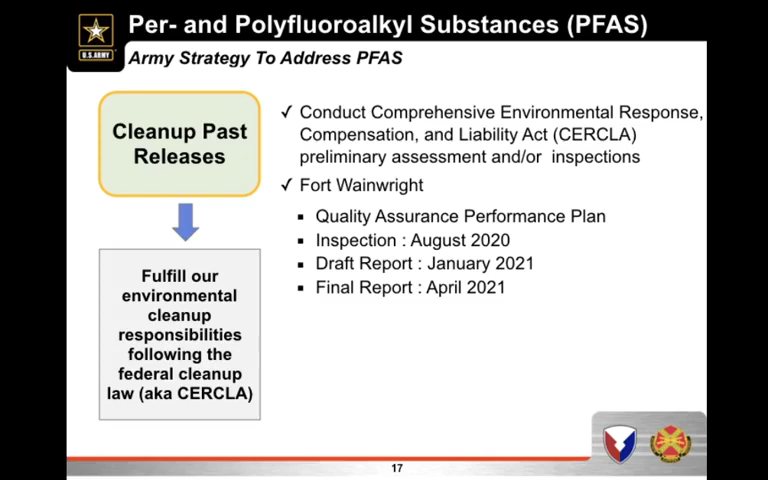 Per- and Polyfluoroalkyl Substances (PFAS)
U.S.ARMY
Army Strategy To Address PFAS
Cleanup Past
Releases
Fulfill our
environmental
cleanup
responsibilities
following the
federal cleanup
law (aka CERCLA)
✓ Conduct Comprehensive Environmental Response,
Compensation, and Liability Act (CERCLA)
preliminary assessment and/or inspections
✓ Fort Wainwright
▪ Quality Assurance Performance Plan
▪ Inspection : August 2020
▪ Draft Report : January 2021
▪ Final Report : April 2021
17